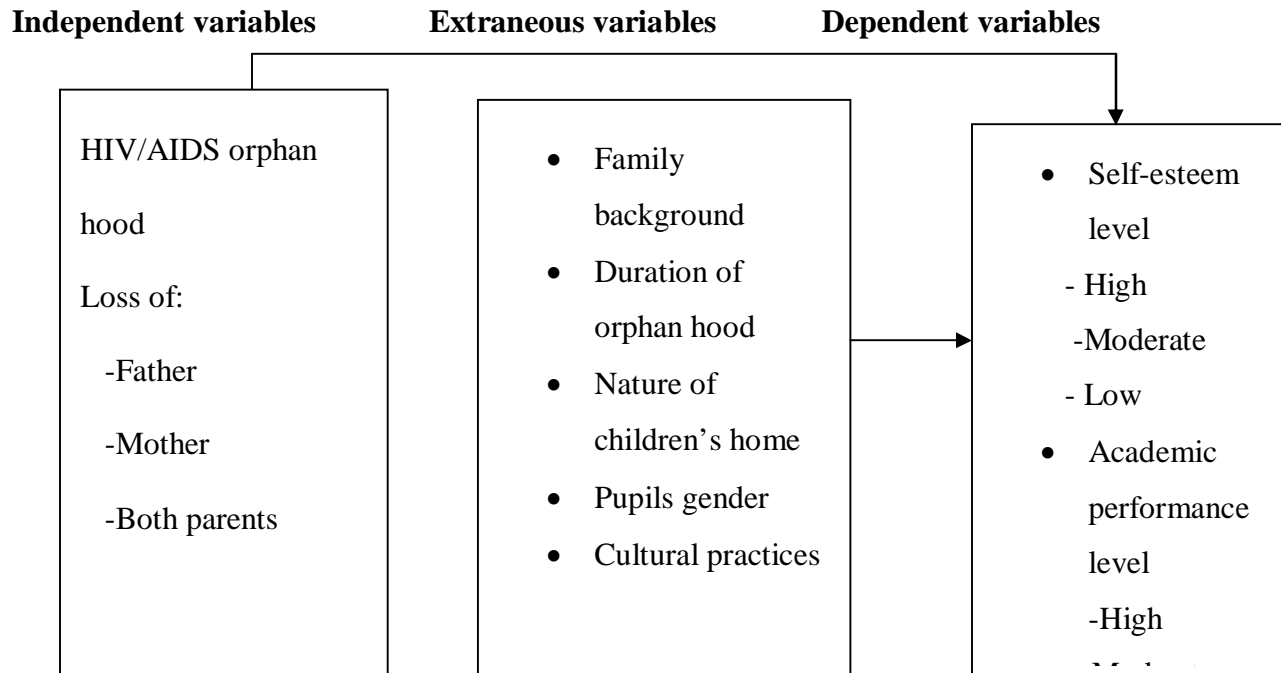 Independent variables
Extraneous variables
Dependent variables
HIV/AIDS orphan
hood
Loss of:
-Father
-Mother
-Both parents
• Family
background
• Duration of
orphan hood
• Nature of
children’s home
• Pupils gender
• Cultural practices
• Self-esteem
level
- High
-Moderate
- Low
• Academic
performance
level
-High